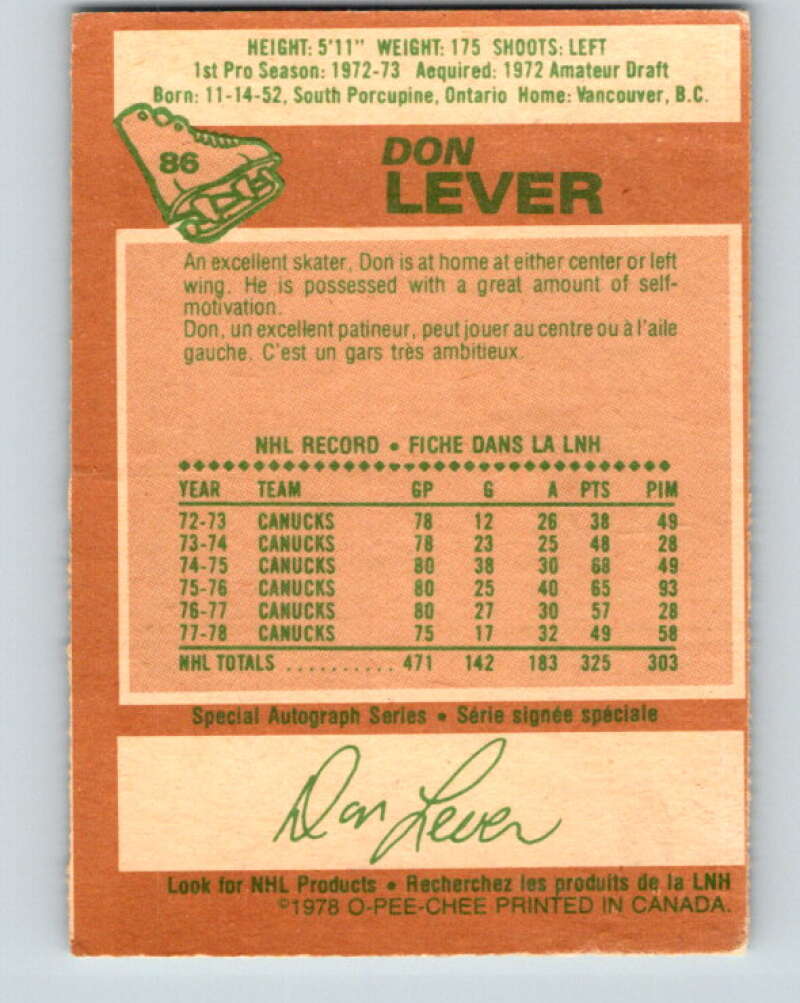 HEIGHT: 5'11" WEIGHT: 175 SHOOTS: LEFT
1st Pro Season: 1972-73 Acquired: 1972 Amateur Draft
Born: 11-14-52, South Porcupine, Ontario Home: Vancouver, B.C.
86
DON
LEVER
An excellent skater, Don is at home at either center or left
wing. He is possessed with a great amount of self-
motivation.
Don, un excellent patineur, peut jouer au centre ou à l'aile
gauche. C'est un gars très ambitieux.
NHL RECORD • FICHE DANS LA LNH
YEAR TEAM GP G A PTS PIM
72-73 CANUCKS 78 12 26 38 49
73-74 CANUCKS 78 23 25 48 28
74-75 CANUCKS 80 38 30 68 49
75-76 CANUCKS 80 25 40 65 93
76-77 CANUCKS 80 27 30 57 28
77-78 CANUCKS 75 17 32 49 58
NHL TOTALS .......... 471 142 183 325 303
Special Autograph Series • Série signée spéciale
Don Lever
Look for NHL Products • Recherchez les produits de la LNH
©1978 O-PEE-CHEE PRINTED IN CANADA.